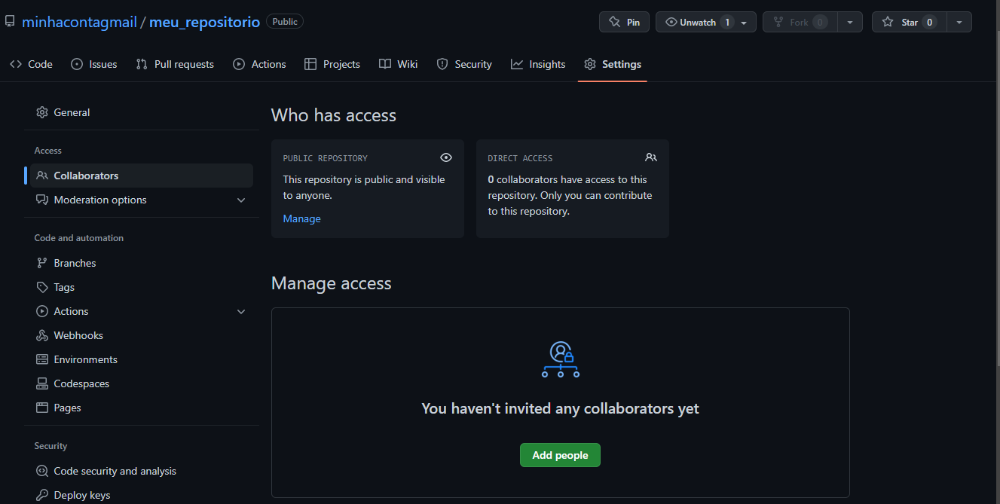 minhacontagmail / meu_repositorio Public
Pin
Unwatch 1
Fork 0
Star 0
Code Issues Pull requests Actions Projects Wiki Security Insights Settings
General
Access
Collaborators
Moderation options
Code and automation
Branches
Tags
Actions
Webhooks
Environments
Codespaces
Pages
Security
Code security and analysis
Deploy keys
Who has access
PUBLIC REPOSITORY
This repository is public and visible
to anyone.
Manage
DIRECT ACCESS
0 collaborators have access to this
repository. Only you can contribute
to this repository.
Manage access
You haven't invited any collaborators yet
Add people